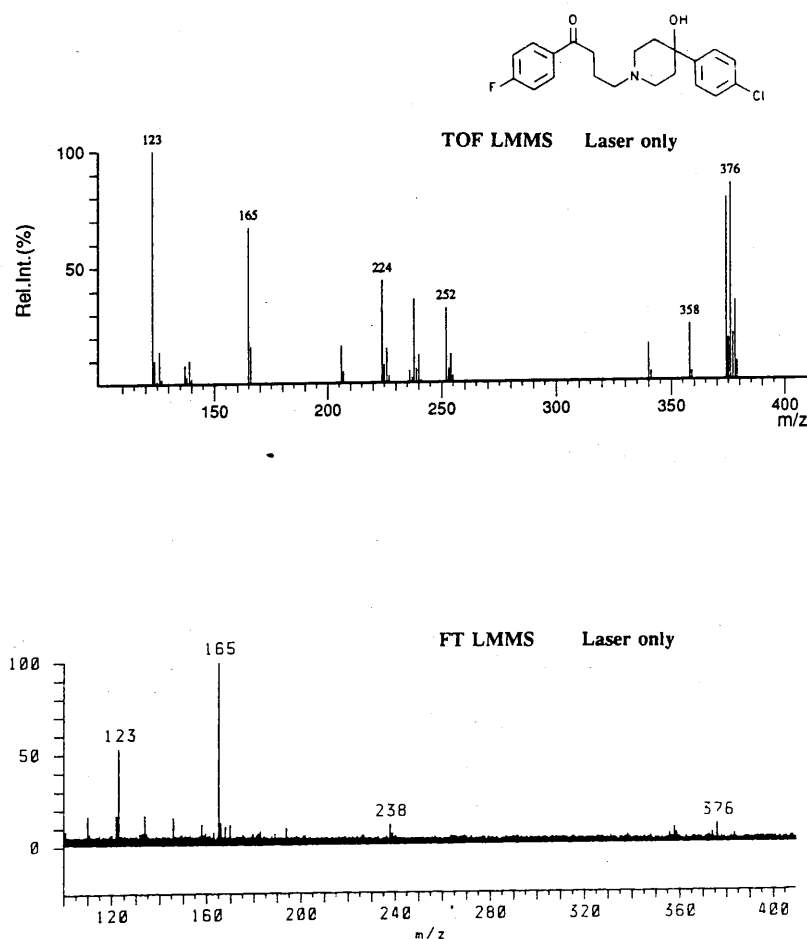 O
OH
F
N
Cl
TOF LMMS Laser only
Rel.Int.(%)
100
50
123
165
224
252
358
376
150
200
250
300
350
400
m/z
FT LMMS Laser only
100
50
0
123
165
238
376
120
160
200
240
280
320
360
400
m/z